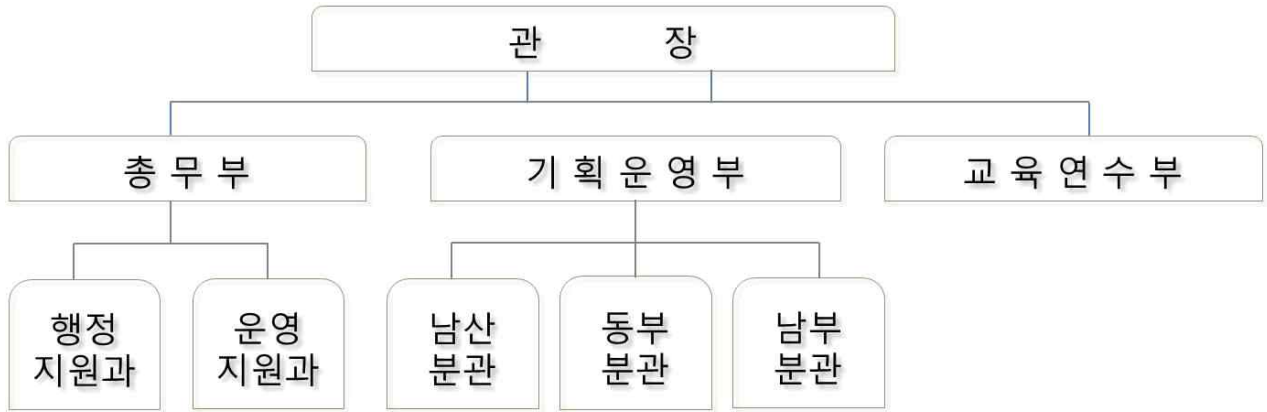 관 장
총 무 부
기 획 운 영 부
교 육 연 수 부
행정
지원과
운영
지원과
남산
분관
동부
분관
남부
분관